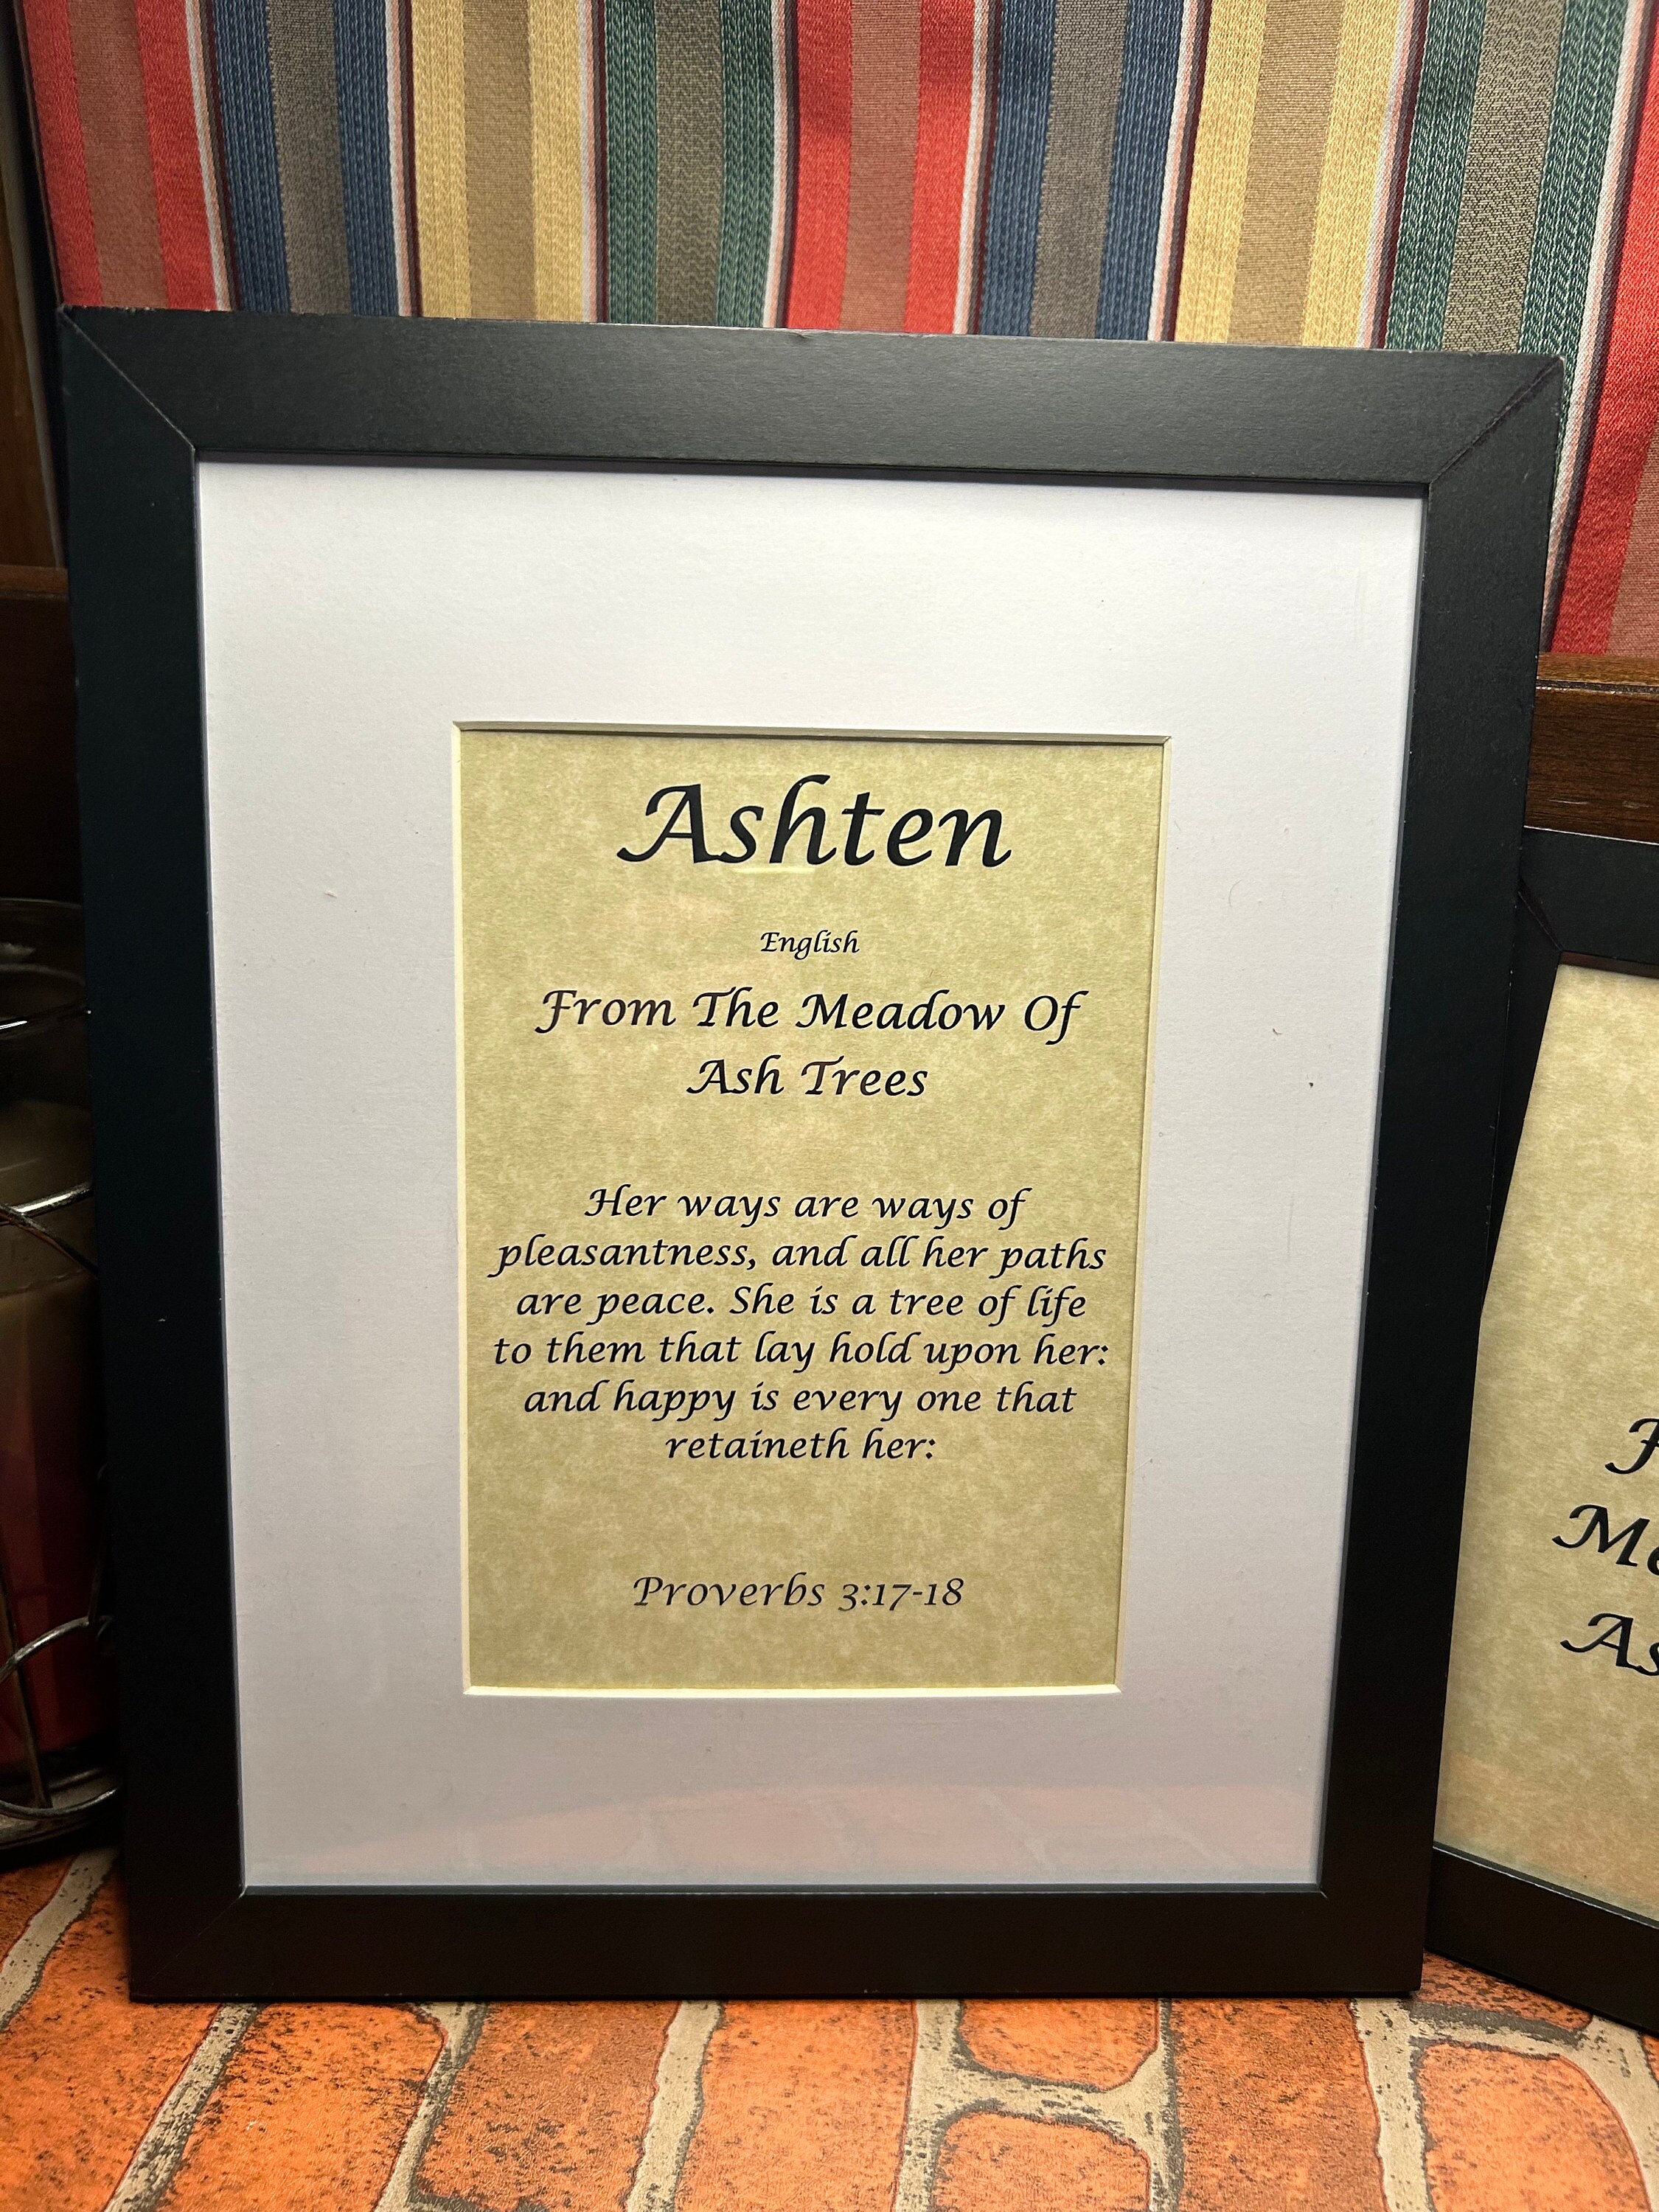 Ashten
English
From The Meadow Of
Ash Trees
Her ways are ways of
pleasantness, and all her paths
are peace. She is a tree of life
to them that lay hold upon her:
and happy is every one that
retaineth her:
Proverbs 3:17-18